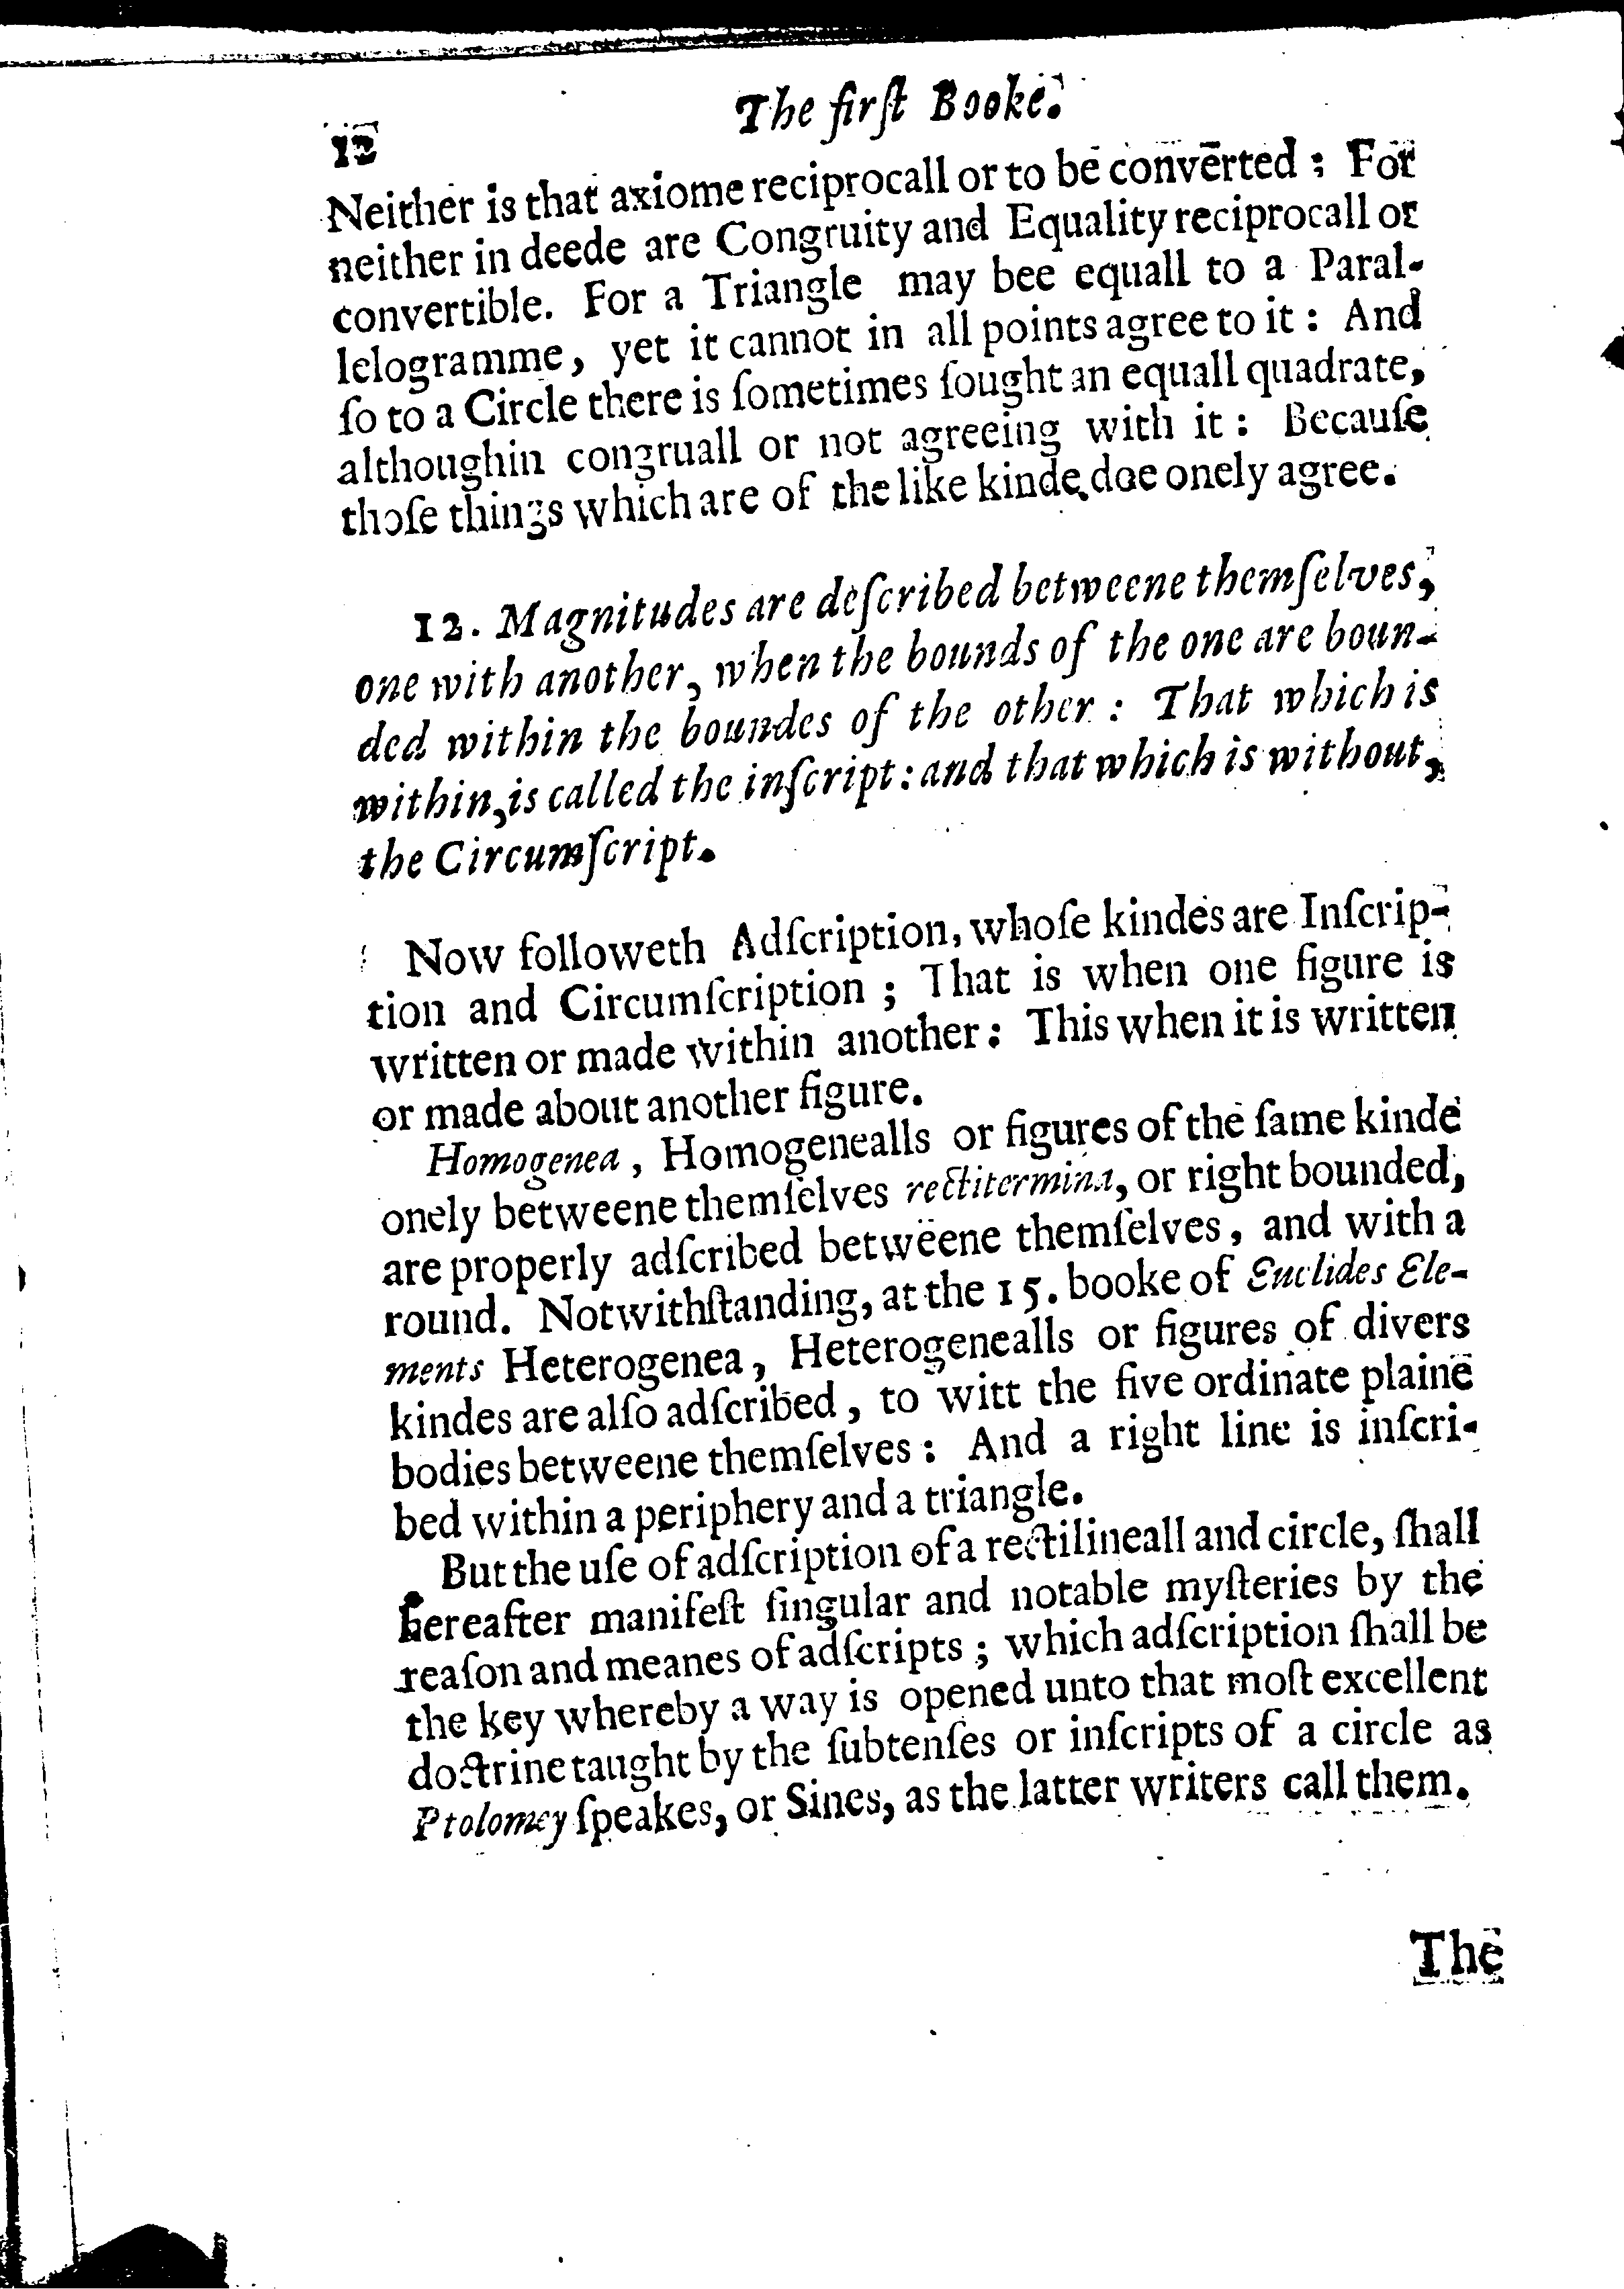 12
The firſt Booke.
Neither is that axiome reciprocall or to be converted : For
neither in deede are Congruity and Equality reciprocall or
convertible. For a Triangle may bee equall to a Paral-
lelogramme, yet it cannot in all points agree to it : And
ſo to a Circle there is ſometimes ſought an equall quadrate,
althoughin congruall or not agreeing with it : Becauſe
thoſe things which are of the like kinde doe onely agree.
12. Magnitudes are deſcribed betweene themſelves,
one with another, when the bounds of the one are boun-
ded within the boundes of the other : That which is
within, is called the inſcript : and that which is without,
the Circumſcript.
Now followeth Adſcription, whoſe kindes are Inſcrip-
tion and Circumſcription ; That is when one figure is
written or made within another : This when it is written
or made about another figure.
Homogenea, Homogenealls or figures of the ſame kinde
onely betweene themſelves rectitermina, or right bounded,
are properly adſcribed betweene themſelves, and with a
round. Notwithſtanding, at the 15. booke of Euclides Ele-
ments Heterogenea, Heterogenealls or figures of divers
kindes are alſo adſcribed, to witt the five ordinate plaine
bodies betweene themſelves : And a right line is inſcri-
bed within a periphery and a triangle.
But the uſe of adſcription of a rectilineall and circle, ſhall
hereafter manifeſt ſingular and notable myſteries by the
reaſon and meanes of adſcripts ; which adſcription ſhall be
the key whereby a way is opened unto that moſt excellent
doctrine taught by the ſubtenſes or inſcripts of a circle as
Ptolomey ſpeakes, or Sines, as the latter writers call them.
The